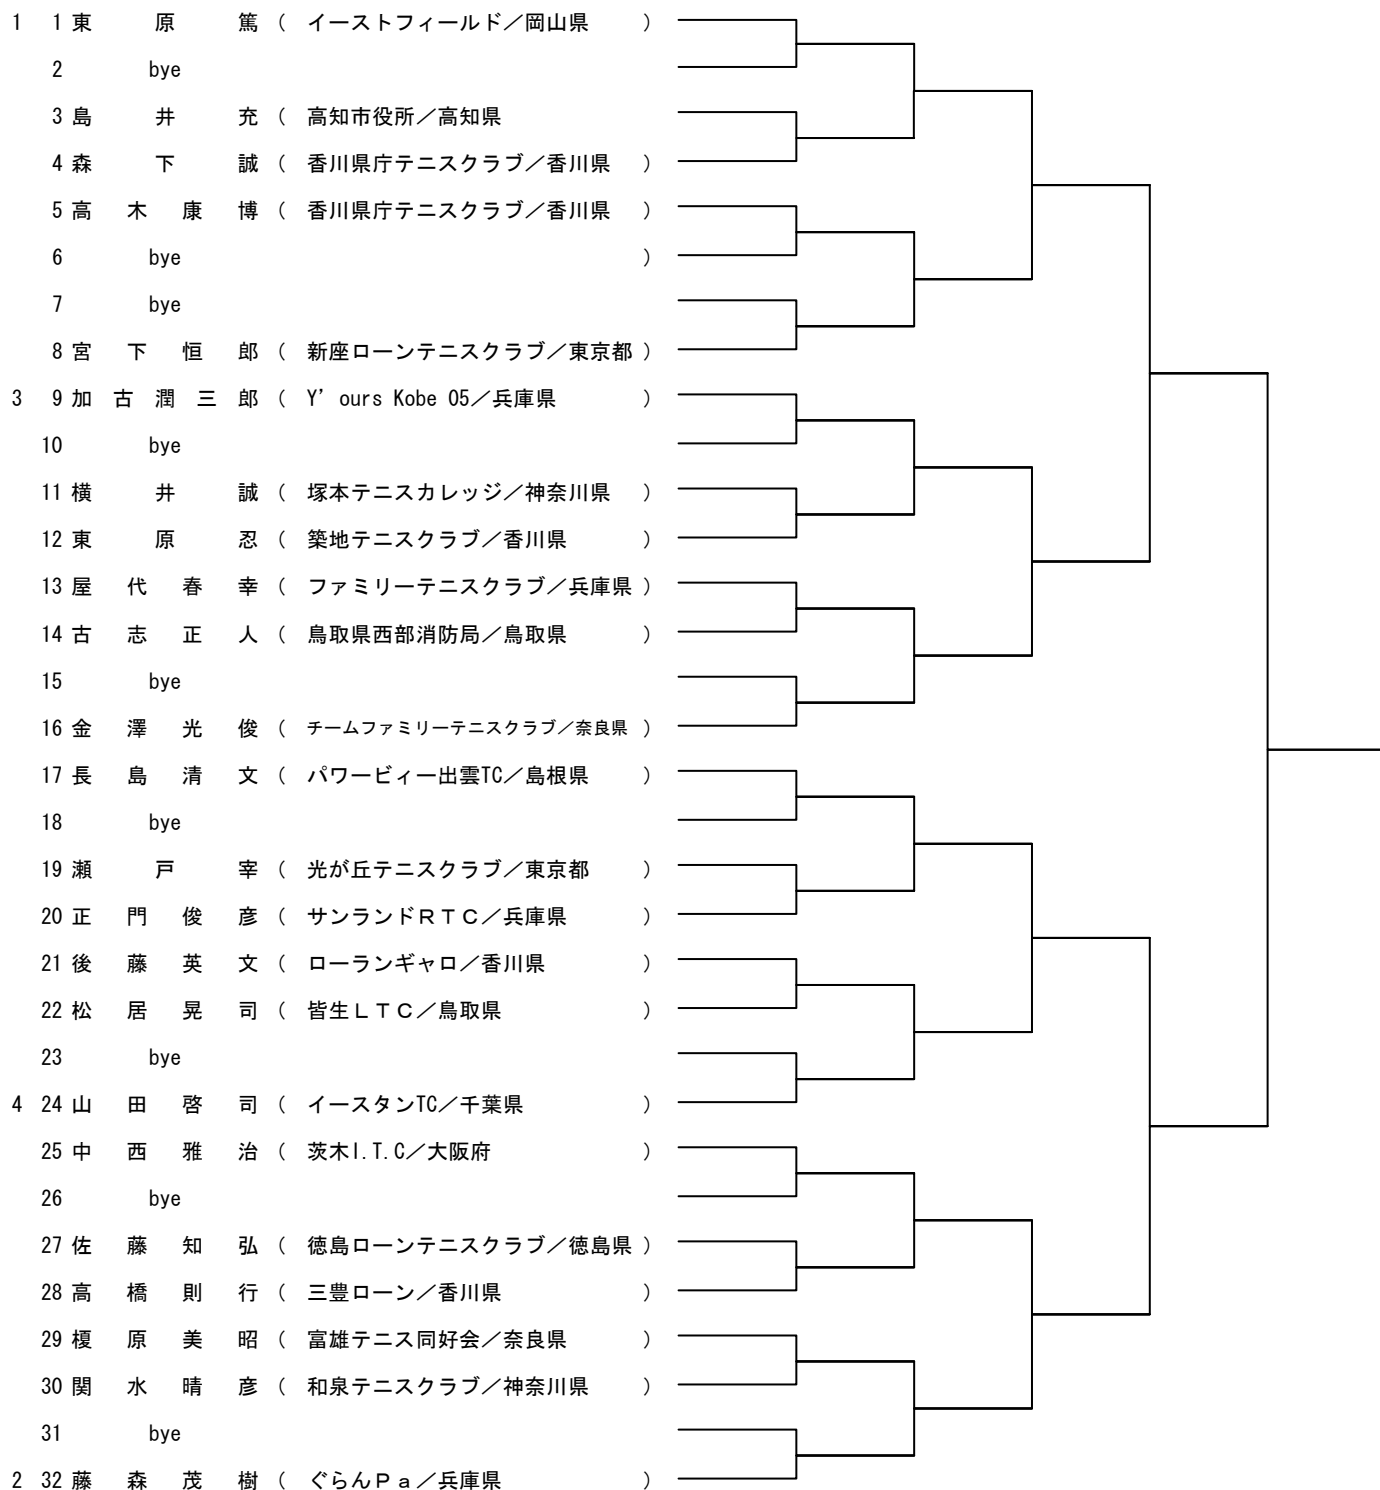 1 1 東 原 篤 ( イーストフィールド／岡山県 )
2 bye
3 島 井 充 ( 高知市役所／高知県
4 森 下 誠 ( 香川県庁テニスクラブ／香川県 )
5 高 木 康 博 ( 香川県庁テニスクラブ／香川県 )
6 bye )
7 bye
8 宮 下 恒 郎 ( 新座ローンテニスクラブ／東京都 )
3 9 加 古 潤 三 郎 ( Y’ours Kobe 05／兵庫県 )
10 bye
11 横 井 誠 ( 塚本テニスカレッジ／神奈川県 )
12 東 原 忍 ( 築地テニスクラブ／香川県 )
13 屋 代 春 幸 ( ファミリーテニスクラブ／兵庫県 )
14 古 志 正 人 ( 鳥取県西部消防局／鳥取県 )
15 bye
16 金 澤 光 俊 ( チームファミリーテニスクラブ／奈良県 )
17 長 島 清 文 ( パワービィー出雲TC／島根県 )
18 bye
19 瀬 戸 宰 ( 光が丘テニスクラブ／東京都 )
20 正 門 俊 彦 ( サンランドＲＴＣ／兵庫県 )
21 後 藤 英 文 ( ローランギャロ／香川県 )
22 松 居 晃 司 ( 皆生ＬＴＣ／鳥取県 )
23 bye
4 24 山 田 啓 司 ( イースタンTC／千葉県 )
25 中 西 雅 治 ( 茨木I.T.C／大阪府 )
26 bye
27 佐 藤 知 弘 ( 徳島ローンテニスクラブ／徳島県 )
28 高 橋 則 行 ( 三豊ローン／香川県 )
29 榎 原 美 昭 ( 富雄テニス同好会／奈良県 )
30 関 水 晴 彦 ( 和泉テニスクラブ／神奈川県 )
31 bye
2 32 藤 森 茂 樹 ( ぐらんＰａ／兵庫県 )